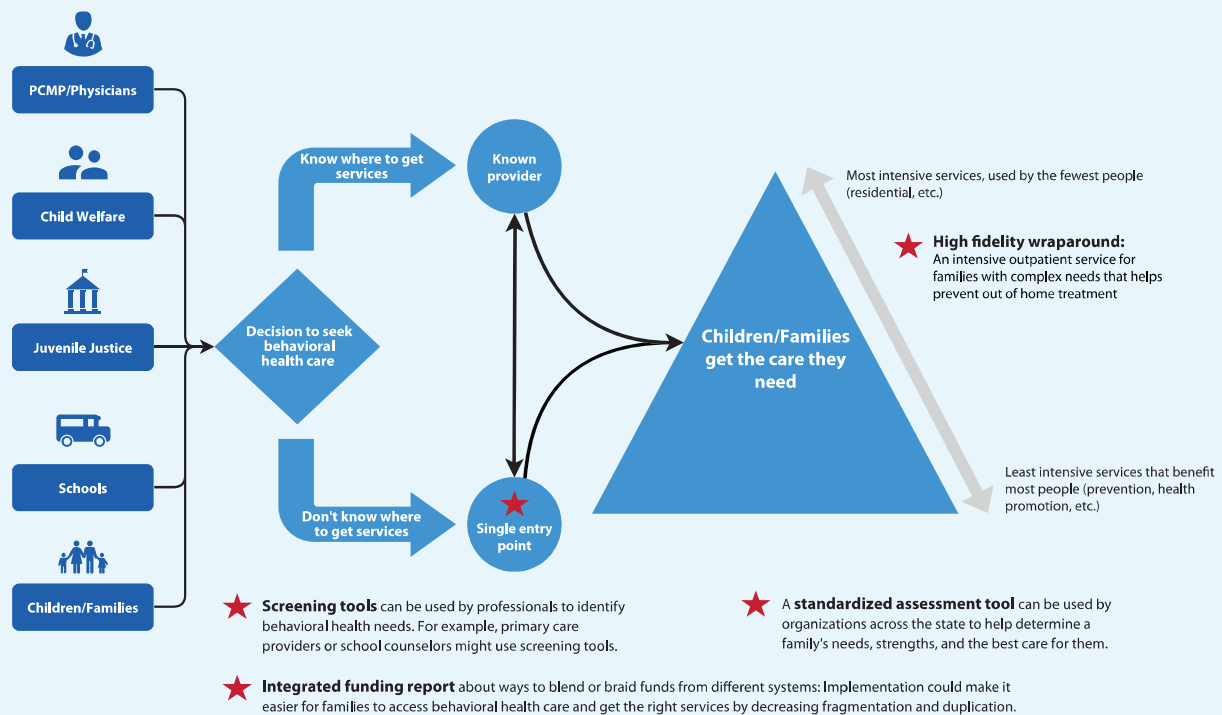 PCMP/Physicians
Child Welfare
Juvenile Justice
Schools
Children/Families
Decision to seek
behavioral
health care
Know where to get
services
Don't know where
to get services
Known
provider
Single entry
point
Children/Families
get the care they
need
Most intensive services, used by the fewest people
(residential, etc.)
High fidelity wraparound:
An intensive outpatient service for
families with complex needs that helps
prevent out of home treatment
Least intensive services that benefit
most people (prevention, health
promotion, etc.)
Screening tools can be used by professionals to identify
behavioral health needs. For example, primary care
providers or school counselors might use screening tools.
A standardized assessment tool can be used by
organizations across the state to help determine a
family's needs, strengths, and the best care for them.
Integrated funding report about ways to blend or braid funds from different systems: Implementation could make it
easier for families to access behavioral health care and get the right services by decreasing fragmentation and duplication.